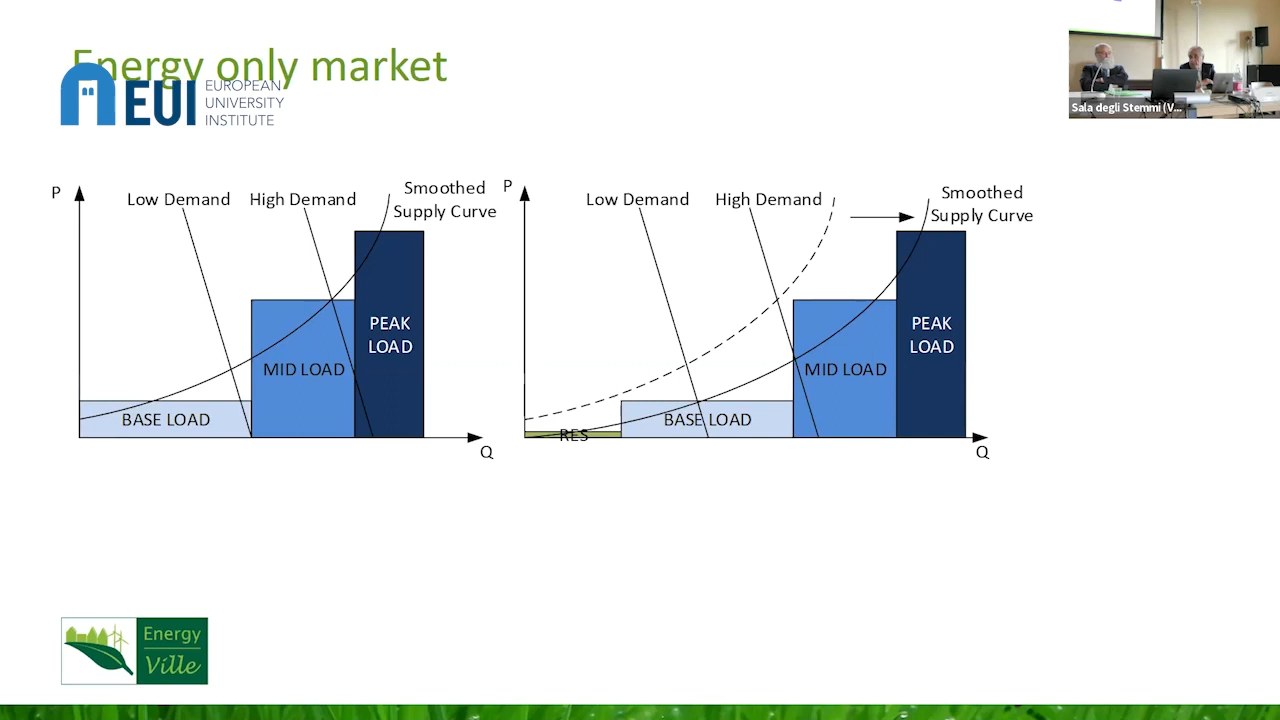 Energy only market
EUI
EUROPEAN
UNIVERSITY
INSTITUTE
Sala degli Stemmi (V...
P
Low Demand
High Demand
Smoothed
Supply Curve
PEAK
LOAD
MID LOAD
BASE LOAD
Q
P
Low Demand
High Demand
Smoothed
Supply Curve
PEAK
LOAD
MID LOAD
BASE LOAD
RES
Q
Energy
Ville